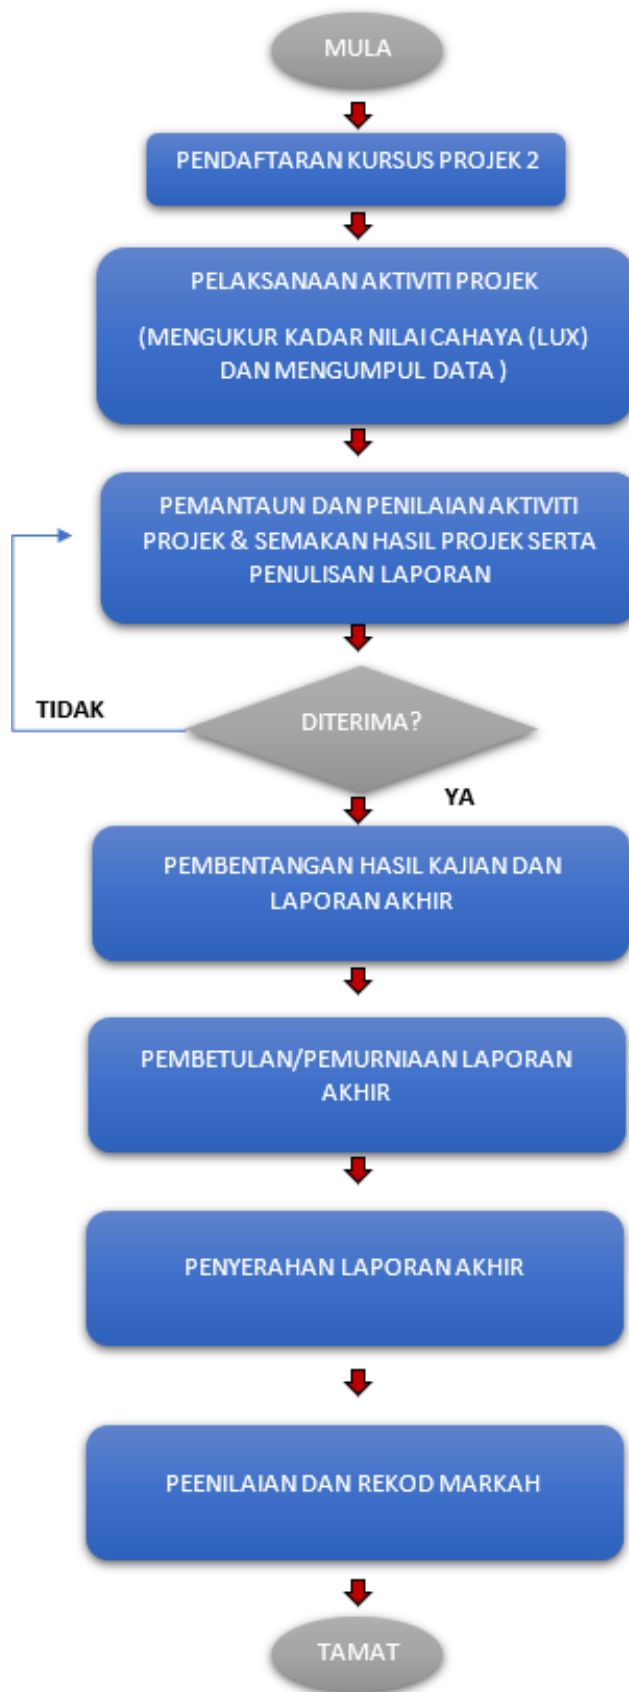 MULA
PENDAFTARAN KURSUS PROJEK 2
PELAKSANAAN AKTIVITI PROJEK
(MENGUKUR KADAR NILAI CAHAYA (LUX)
DAN MENGUMPUL DATA )
PEMANTAUN DAN PENILAIAN AKTIVITI
PROJEK & SEMAKAN HASIL PROJEK SERTA
PENULISAN LAPORAN
TIDAK
DITERIMA?
YA
PEMBENTANGAN HASIL KAJIAN DAN
LAPORAN AKHIR
PEMBETULAN/PEMURNIAAN LAPORAN
AKHIR
PENYERAHAN LAPORAN AKHIR
PEENILAIAN DAN REKOD MARKAH
TAMAT